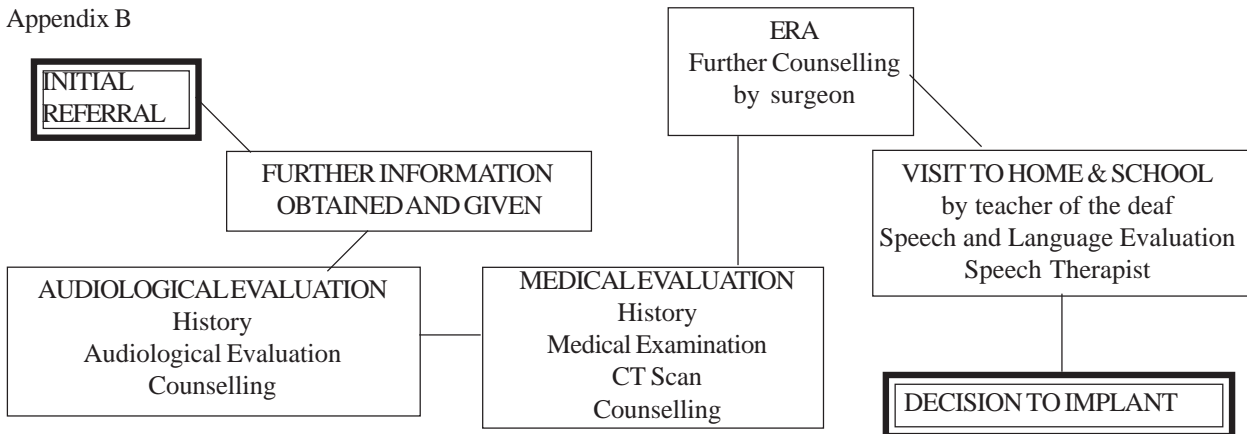 Appendix B
INITIAL
REFERRAL
FURTHER INFORMATION
OBTAINED AND GIVEN
AUDIOLOGICAL EVALUATION
History
Audiological Evaluation
Counselling
MEDICAL EVALUATION
History
Medical Examination
CT Scan
Counselling
ERA
Further Counselling
by surgeon
VISIT TO HOME & SCHOOL
by teacher of the deaf
Speech and Language Evaluation
Speech Therapist
DECISION TO IMPLANT